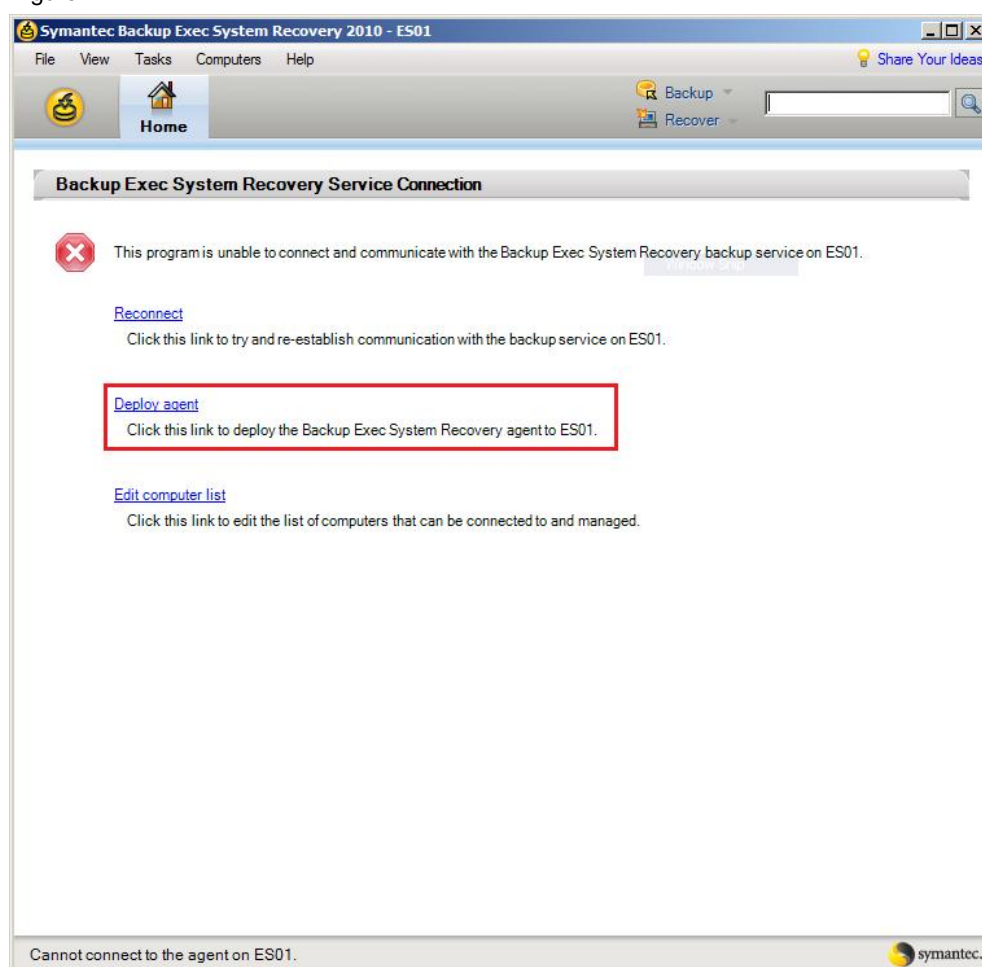 Symantec Backup Exec System Recovery 2010 - ES01
File View Tasks Computers Help Share Your Ideas
Home
Backup
Recover
Backup Exec System Recovery Service Connection
This program is unable to connect and communicate with the Backup Exec System Recovery backup service on ES01.
Reconnect
Click this link to try and re-establish communication with the backup service on ES01.
Deploy agent
Click this link to deploy the Backup Exec System Recovery agent to ES01.
Edit computer list
Click this link to edit the list of computers that can be connected to and managed.
Cannot connect to the agent on ES01.
symantec.